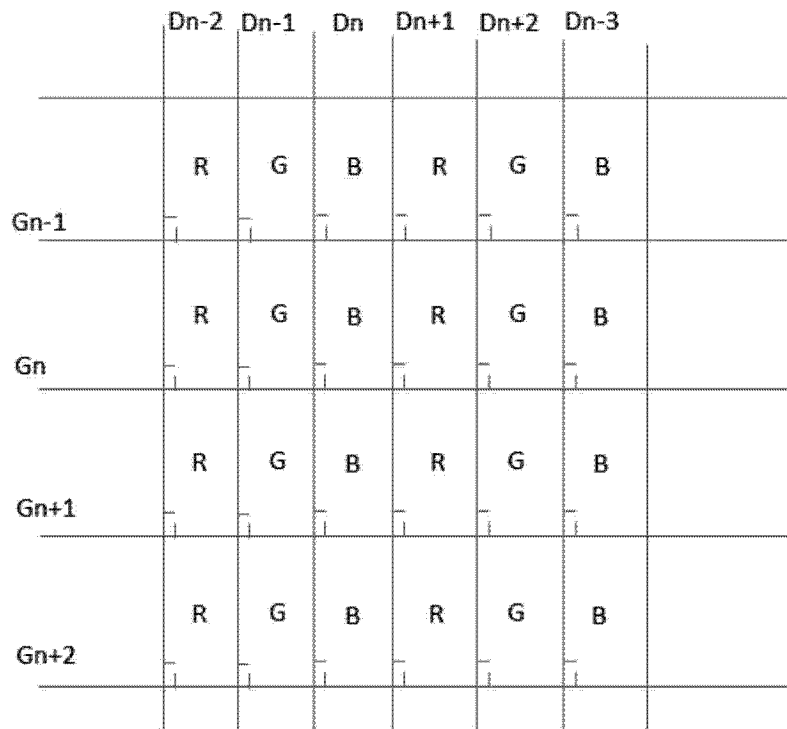 Dn-2 Dn-1 Dn Dn+1 Dn+2 Dn-3
R G B R G B
Gn-1
R G B R G B
Gn
R G B R G B
Gn+1
R G B R G B
Gn+2